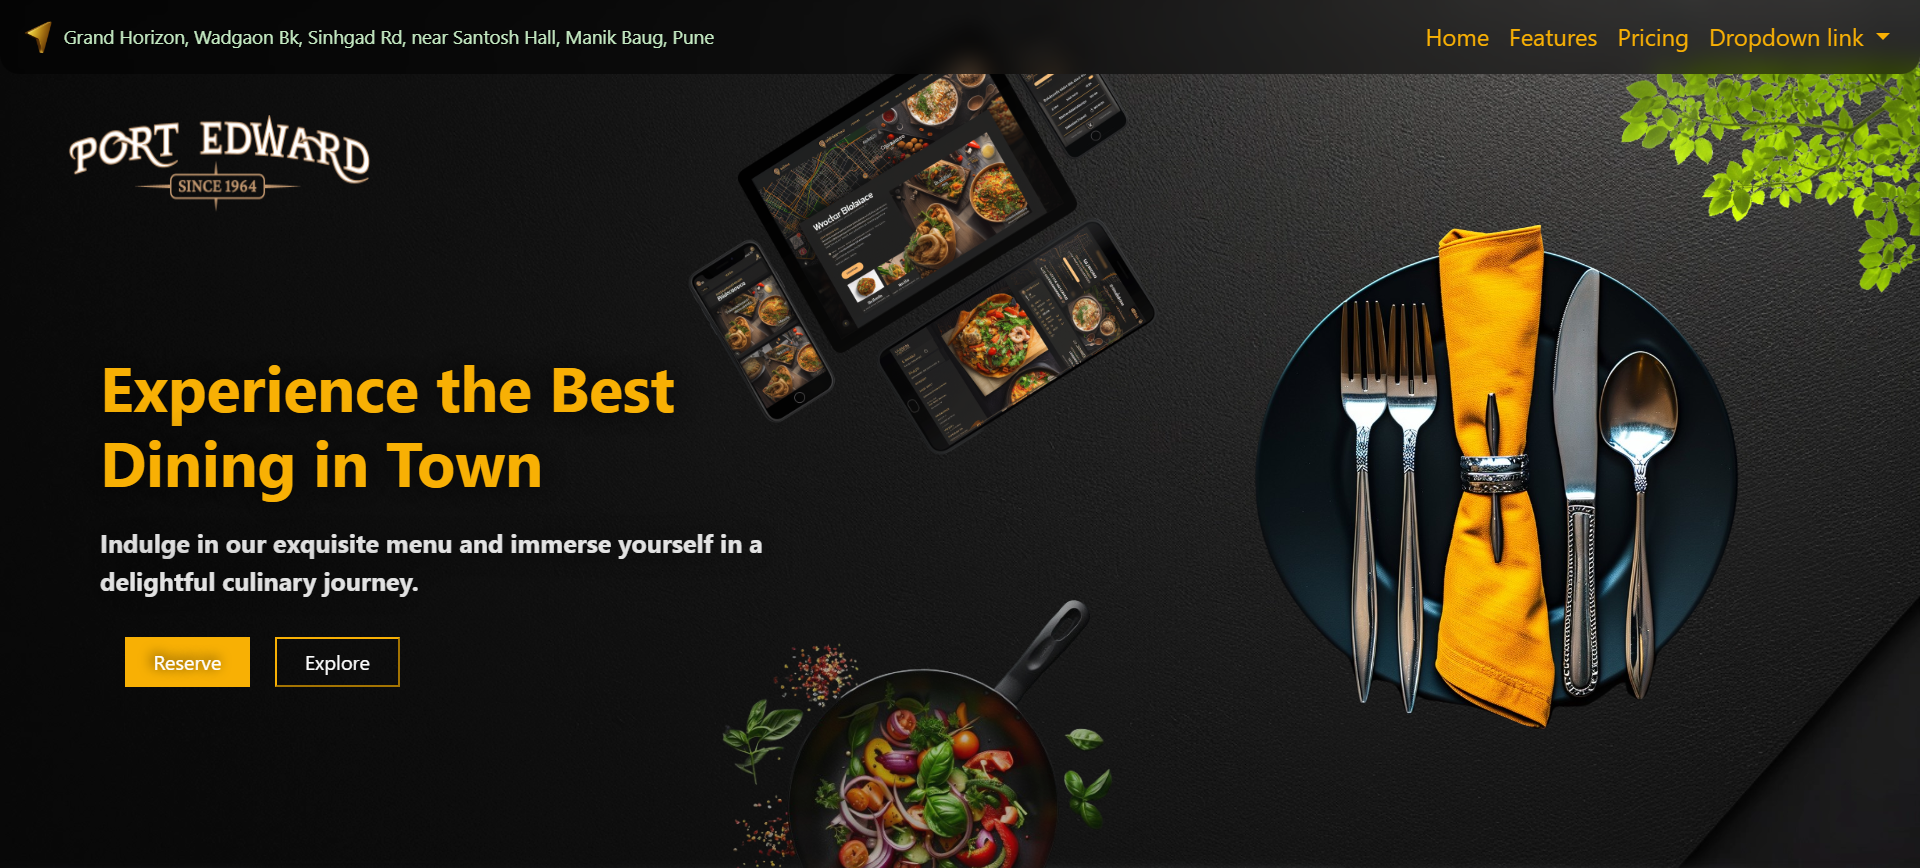 Grand Horizon, Wadgaon Bk, Sinhgad Rd, near Santosh Hall, Manik Baug, Pune
Home Features Pricing Dropdown link
PORT EDWARD
SINCE 1964
Experience the Best
Dining in Town
Indulge in our exquisite menu and immerse yourself in a
delightful culinary journey.
Reserve Explore